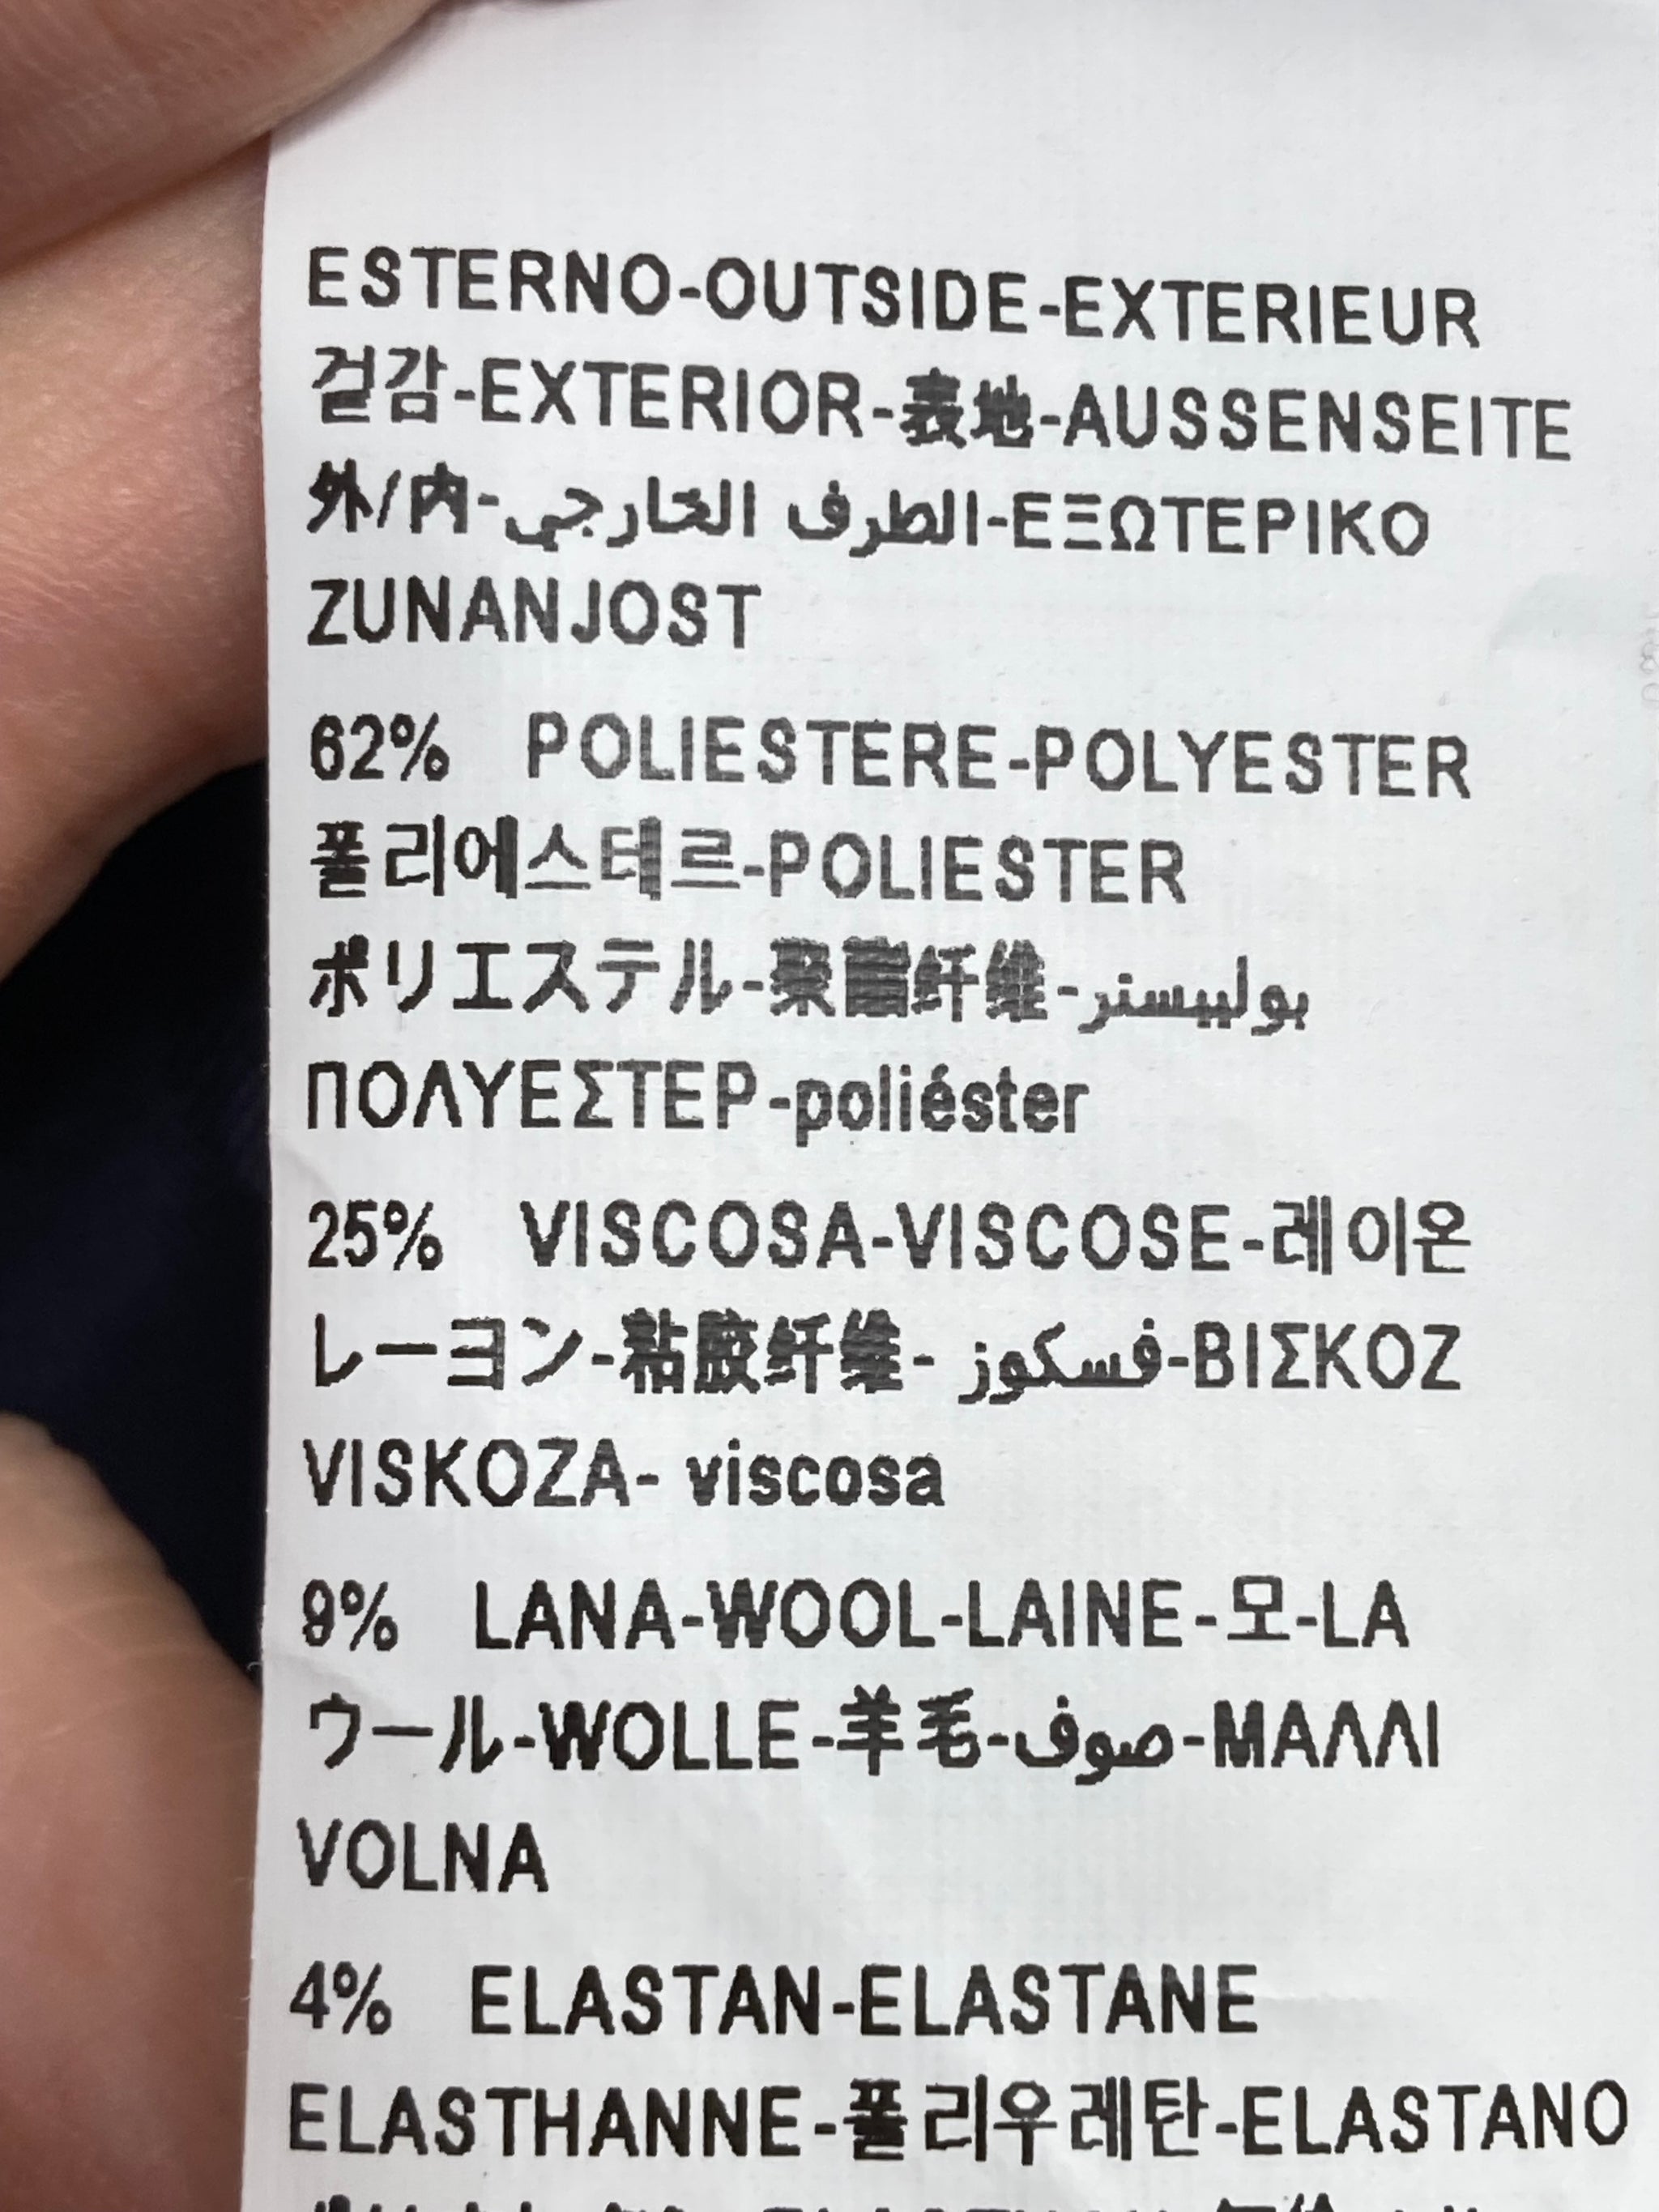 ESTERNO-OUTSIDE-EXTERIEUR
겉감-EXTERIOR-表地-AUSSENSEITE
外/内-الطرف الخارجي-ΕΞΩΤΕΡΙΚΟ
ZUNANJOST
62% POLIESTERE-POLYESTER
폴리에스테르-POLIESTER
ポリエステル-聚酯纤维-بولييستر
ΠΟΛΥΕΣΤΕΡ-poliéster
25% VISCOSA-VISCOSE-레이온
レーヨン-粘胶纤维- فسكوز-ΒΙΣΚΟΖ
VISKOZA- viscosa
9% LANA-WOOL-LAINE-모-LA
ウール-WOLLE-羊毛-صوف-ΜΑΛΛΙ
VOLNA
4% ELASTAN-ELASTANE
ELASTHANNE-폴리우레탄-ELASTANO